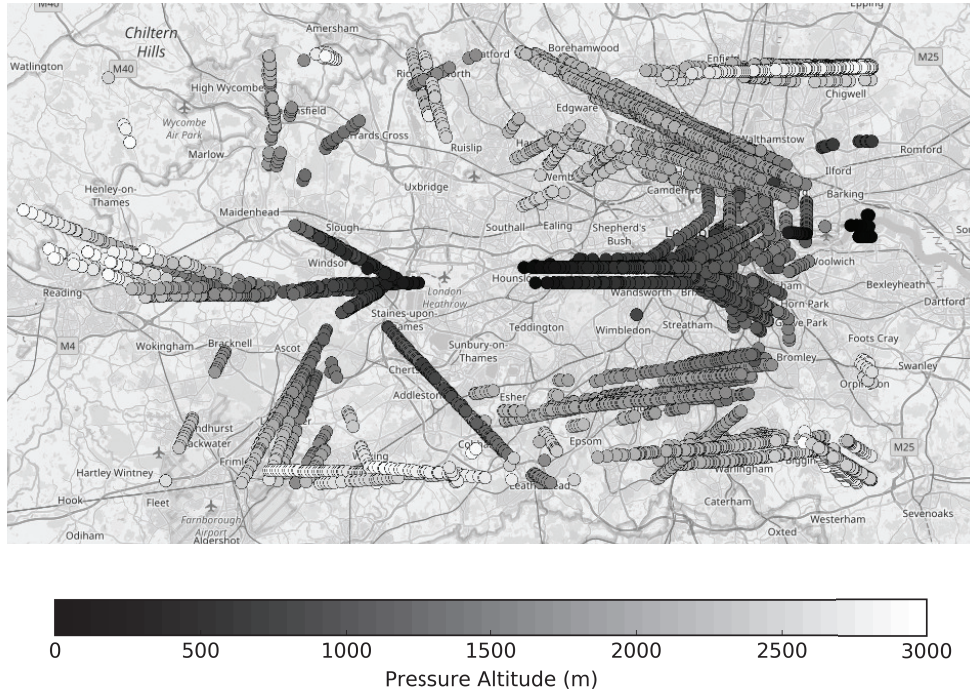 M40
Epping
Amersham
Chiltern
Hills
Borehamwood
Watlington
M40
M25
High Wycombe
Chigwell
Edgware
Wycombe
Air Park
Walthamstow
Ruislip
Romford
Marlow
Ilford
Uxbridge
Henley-on-
Thames
Barking
Maidenhead
Slough
Southall
Ealing
Shepherd's
Bush
Woolwich
Windsor
Bexleyheath
Reading
London
Heathrow
Wandsworth
Horn Park
Dartford
Staines-upon-
Teddington
Wimbledon
Streatham
M4
Wokingham
Bracknell
Ascot
Sunbury-on-
Thames
Foots Cray
Bromley
Swanley
Addleston
Esher
Epsom
M25
Hartley Wintney
Warlingham
Hook
Fleet
Caterham
Sevenoaks
Farnborough
Airport
Westerham
Odiham
Aldershot
Oxted
0 500 1000 1500 2000 2500 3000
Pressure Altitude (m)